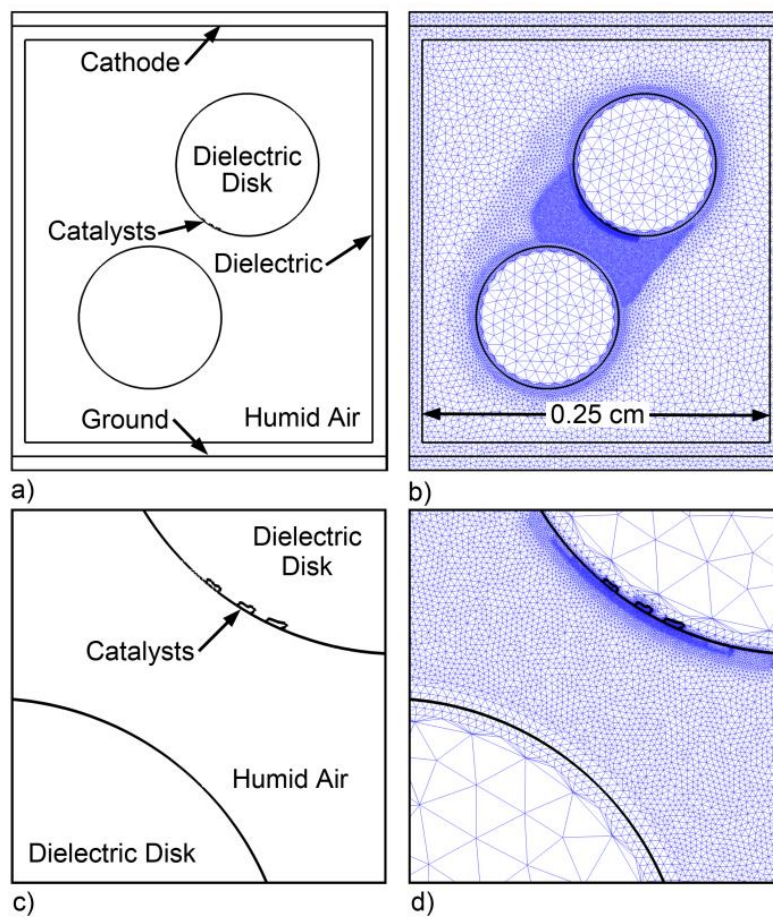 Cathode
Dielectric
Disk
Catalysts
Dielectric
Ground
Humid Air
a)
0.25 cm
b)
Dielectric
Disk
Catalysts
Humid Air
Dielectric Disk
c)
d)